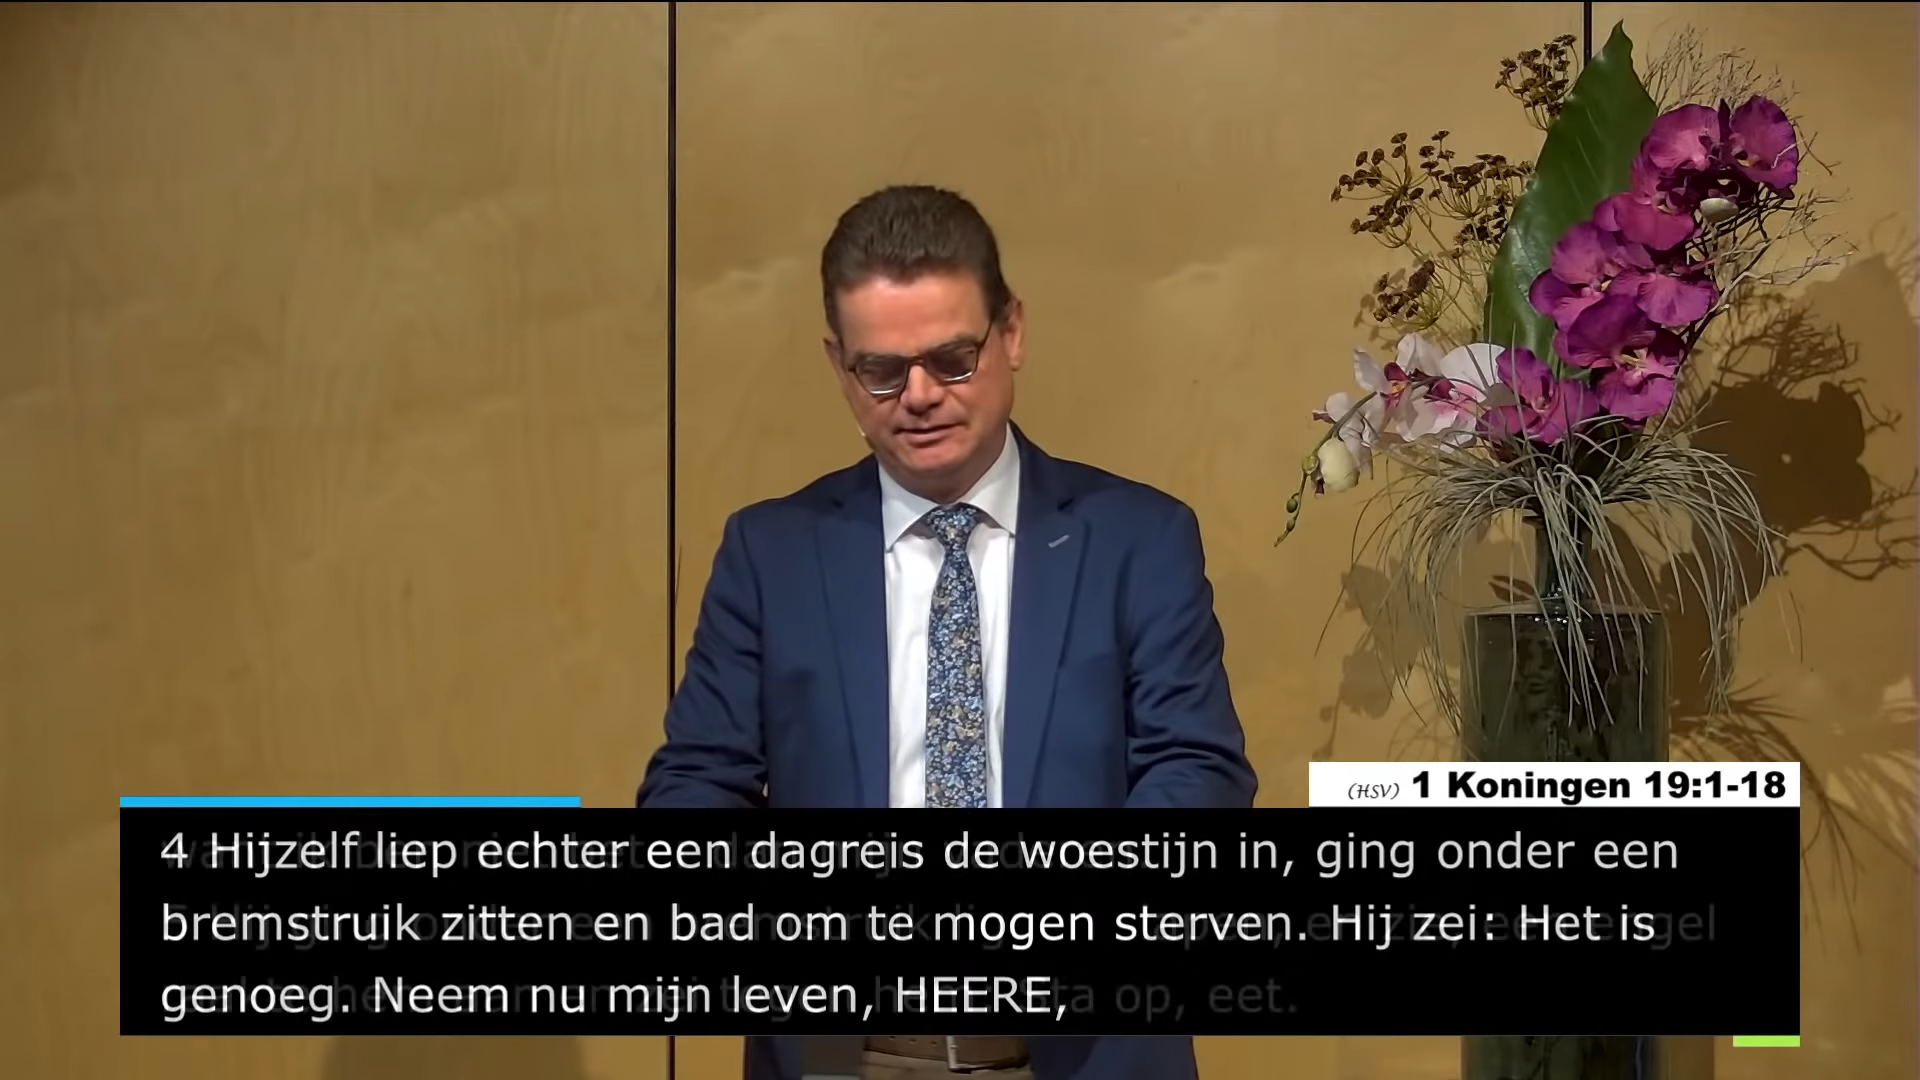 (HSV) 1 Koningen 19:1-18
4 Hijzelf liep echter een dagreis de woestijn in, ging onder een
bremstruik zitten en bad om te mogen sterven. Hij zei: Het is
genoeg. Neem nu mijn leven, HEERE,